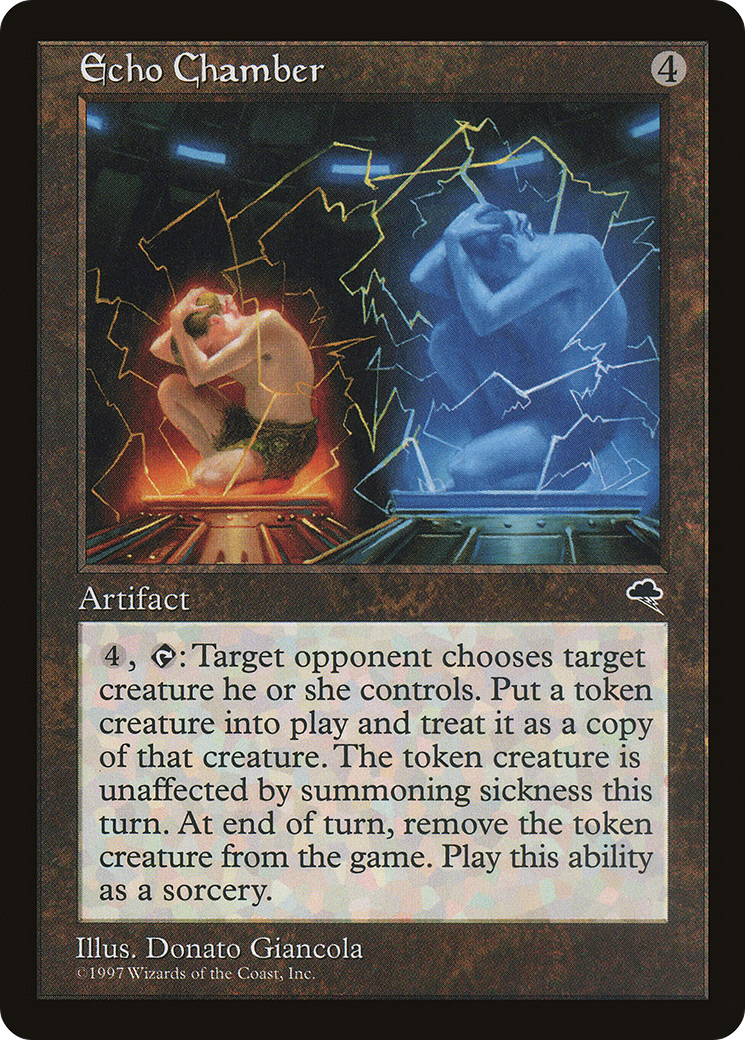 Echo Chamber 4
Artifact
4, : Target opponent chooses target
creature he or she controls. Put a token
creature into play and treat it as a copy
of that creature. The token creature is
unaffected by summoning sickness this
turn. At end of turn, remove the token
creature from the game. Play this ability
as a sorcery.
Illus. Donato Giancola
©1997 Wizards of the Coast, Inc.